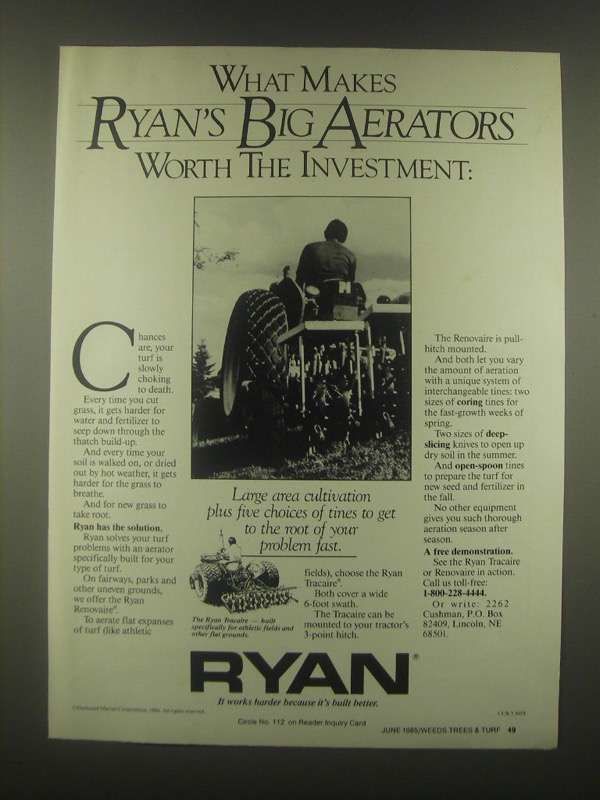 WHAT MAKES
RYAN'S BIG AERATORS
WORTH THE INVESTMENT:
Chances
are, your
turf is
slowly
choking
to death.
Every time you cut
grass, it gets harder for
water and fertilizer to
seep down through the
thatch build-up.
And every time your
soil is walked on, or dried
out by hot weather, it gets
harder for the grass to
breathe.
And for new grass to
take root.
Ryan has the solution.
Ryan solves your turf
problems with an aerator
specifically built for your
type of turf.
On fairways, parks and
other uneven grounds,
we offer the Ryan
Renovaire®.
To aerate flat expanses
of turf (like athletic
Large area cultivation
plus five choices of tines to get
to the root of your
problem fast.
The Ryan Tracaire — built
specifically for athletic fields and
other flat grounds.
fields), choose the Ryan
Tracaire®.
Both cover a wide
6-foot swath.
The Tracaire can be
mounted to your tractor's
3-point hitch.
The Renovaire is pull-
hitch mounted.
And both let you vary
the amount of aeration
with a unique system of
interchangeable tines: two
sizes of coring tines for
the fast-growth weeks of
spring.
Two sizes of deep-
slicing knives to open up
dry soil in the summer.
And open-spoon tines
to prepare the turf for
new seed and fertilizer in
the fall.
No other equipment
gives you such thorough
aeration season after
season.
A free demonstration.
See the Ryan Tracaire
or Renovaire in action.
Call us toll-free:
1-800-228-4444.
Or write: 2262
Cushman, P.O. Box
82409, Lincoln, NE
68501.
RYAN®
It works harder because it's built better.
All rights reserved.
Circle No. 112 on Reader Inquiry Card
JUNE 1985/WEEDS TREES & TURF 49